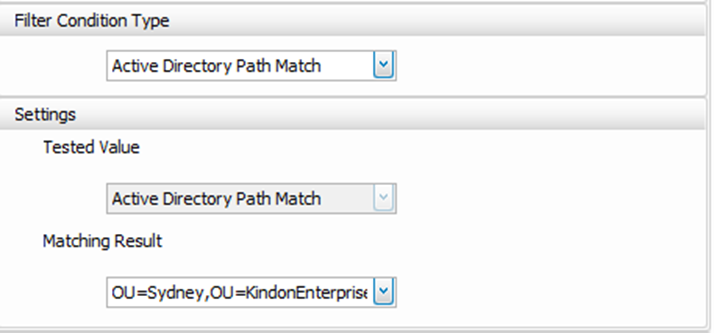 Filter Condition Type
Active Directory Path Match
Settings
Tested Value
Active Directory Path Match
Matching Result
OU=Sydney,OU=KindonEnterprise